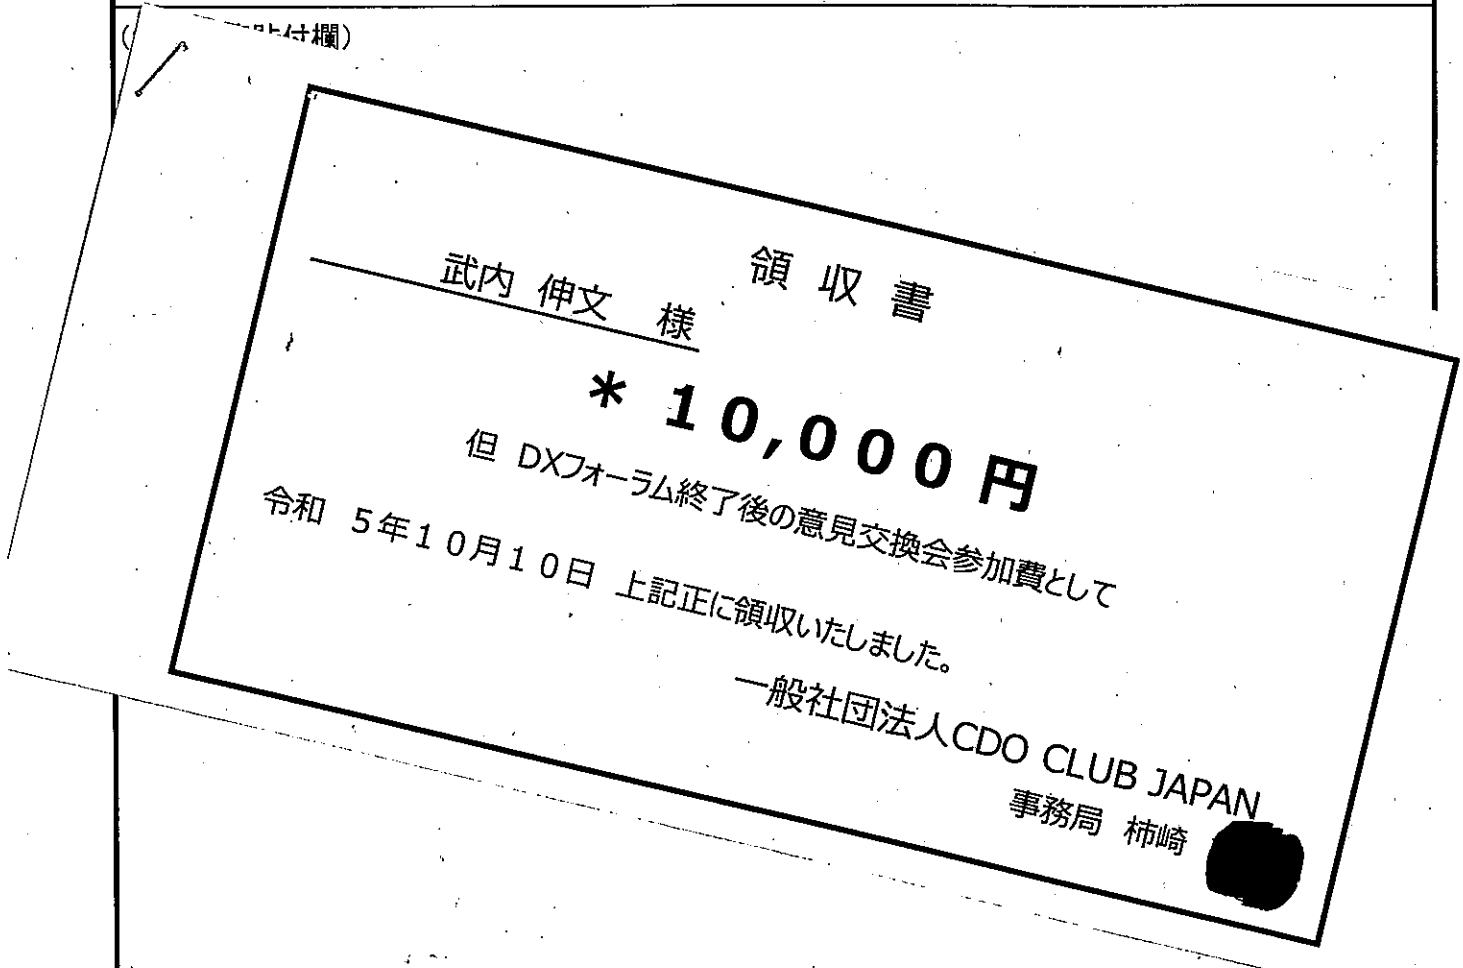 貼付欄）
領収書
武内 伸文 様
＊１０,０００円
但 DXフォーラム終了後の意見交換会参加費として
令和 ５年１０月１０日 上記正に領収いたしました。
一般社団法人CDO CLUB JAPAN
事務局 柿崎